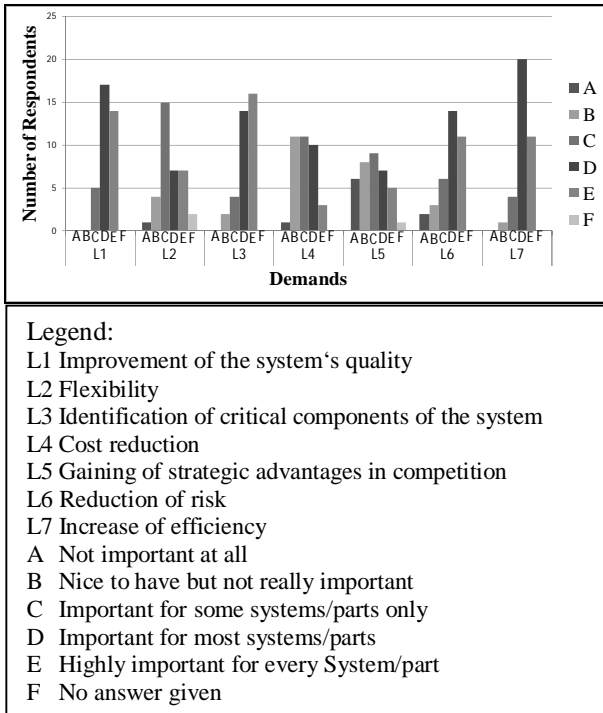 25
20
15
10
5
0
Number of Respondents
ABCDEF ABCDEF ABCDEF ABCDEF ABCDEF ABCDEF ABCDEF
L1 L2 L3 L4 L5 L6 L7
Demands
A
B
C
D
E
F
Legend:
L1 Improvement of the system‘s quality
L2 Flexibility
L3 Identification of critical components of the system
L4 Cost reduction
L5 Gaining of strategic advantages in competition
L6 Reduction of risk
L7 Increase of efficiency
A Not important at all
B Nice to have but not really important
C Important for some systems/parts only
D Important for most systems/parts
E Highly important for every System/part
F No answer given